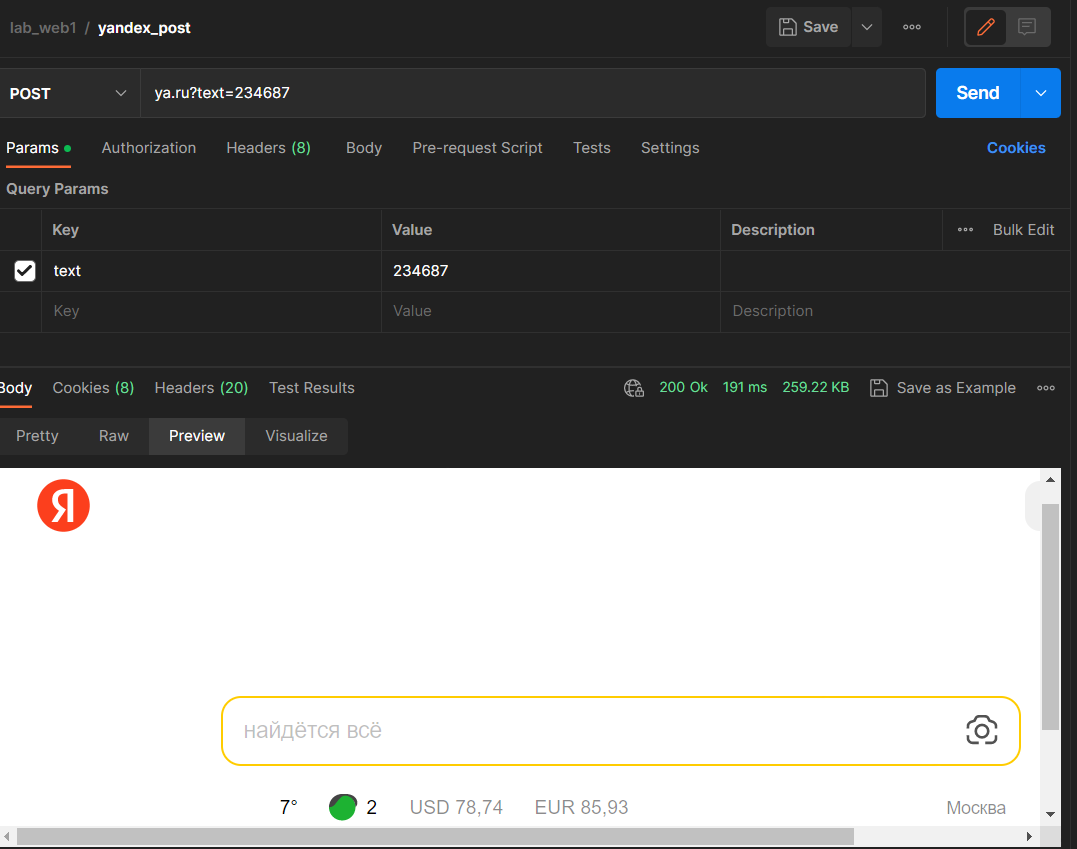 lab_web1 / yandex_post
Save
POST
ya.ru?text=234687
Send
Params Authorization Headers (8) Body Pre-request Script Tests Settings Cookies
Query Params
Key Value Description Bulk Edit
text 234687
Key Value Description
Body Cookies (8) Headers (20) Test Results 200 Ok 191 ms 259.22 KB Save as Example
Pretty Raw Preview Visualize
Я
найдётся всё
7° 2 USD 78,74 EUR 85,93 Москва